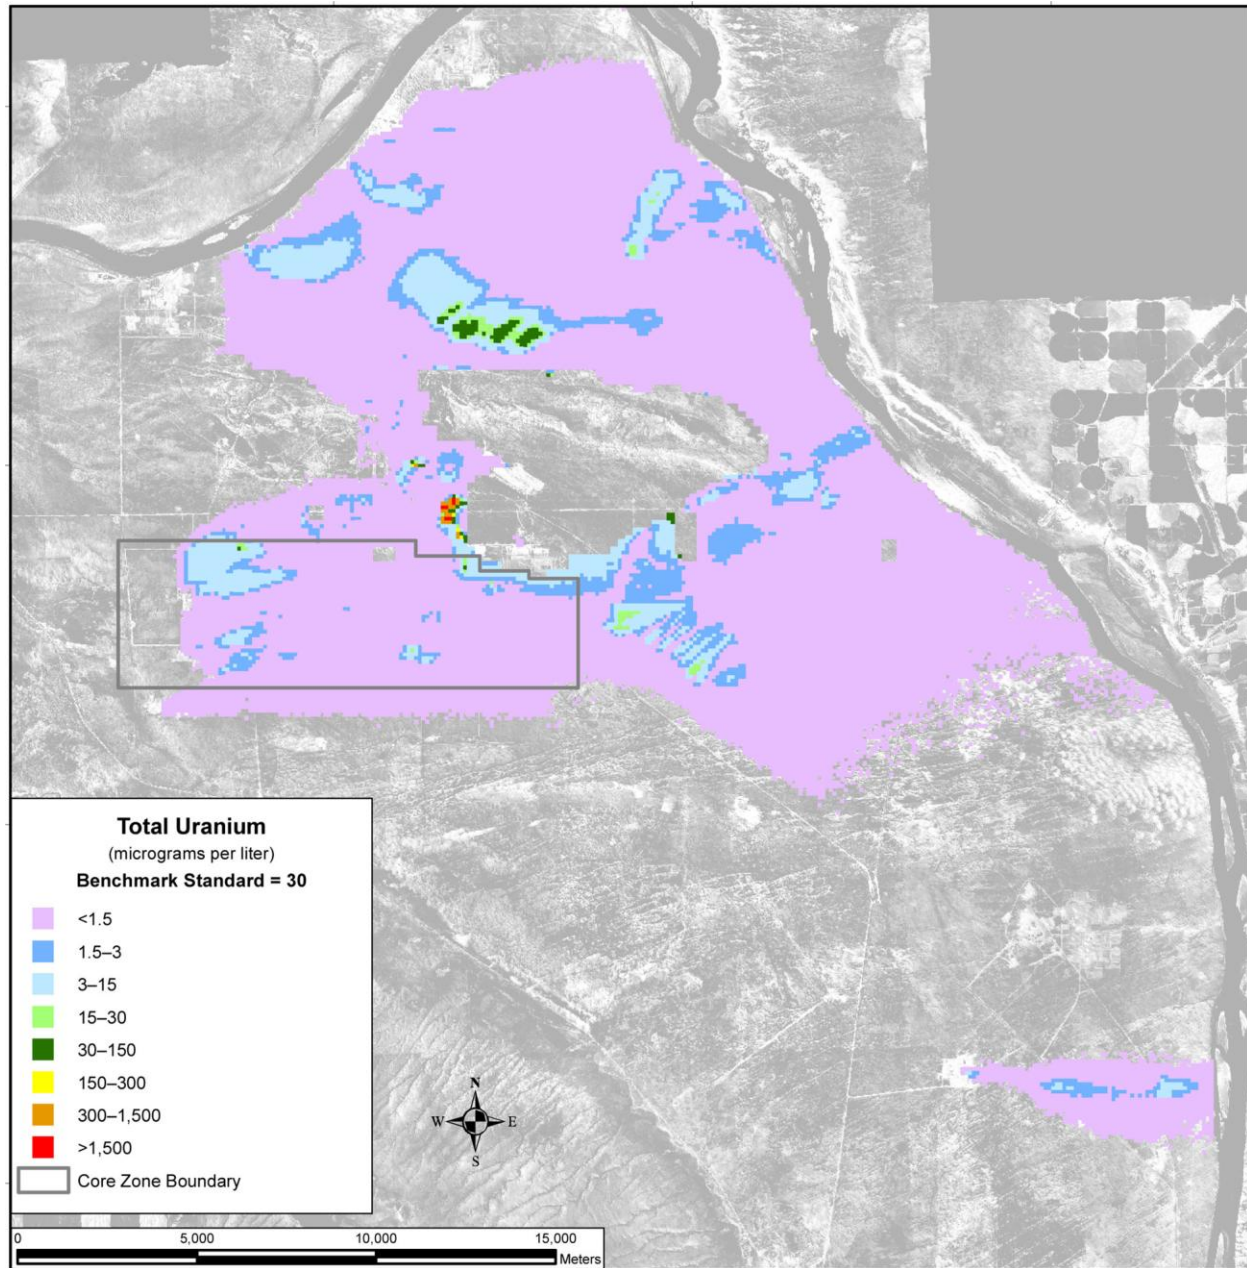 Total Uranium
(micrograms per liter)
Benchmark Standard = 30
<1.5
1.5–3
3–15
15–30
30–150
150–300
300–1,500
>1,500
Core Zone Boundary
N
W E
S
0 5,000 10,000 15,000
Meters